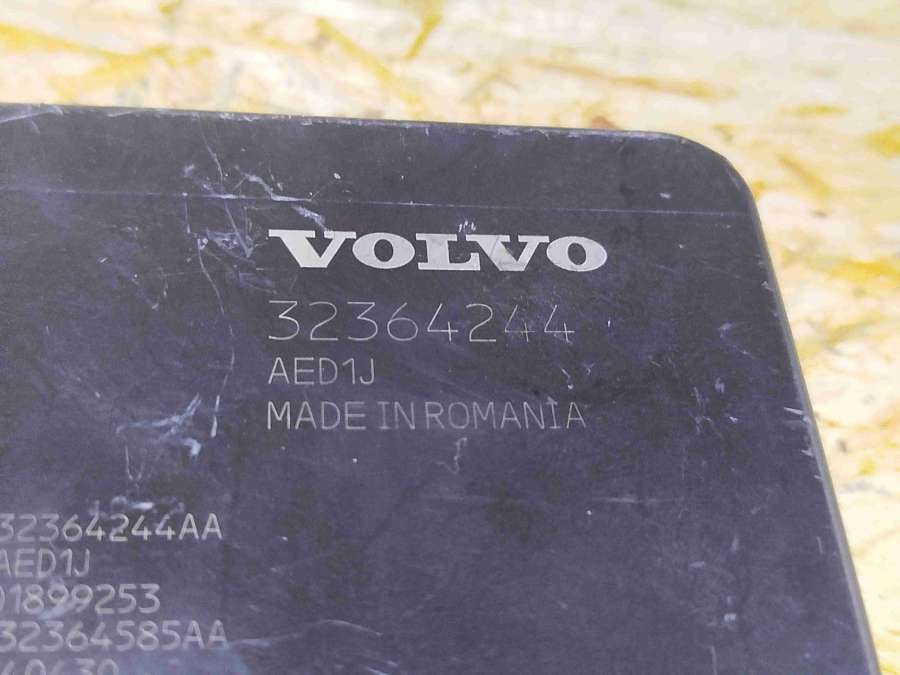 VOLVO
32364244
AED1J
MADE IN ROMANIA
32364244AA
AED1J
01899253
32364585AA